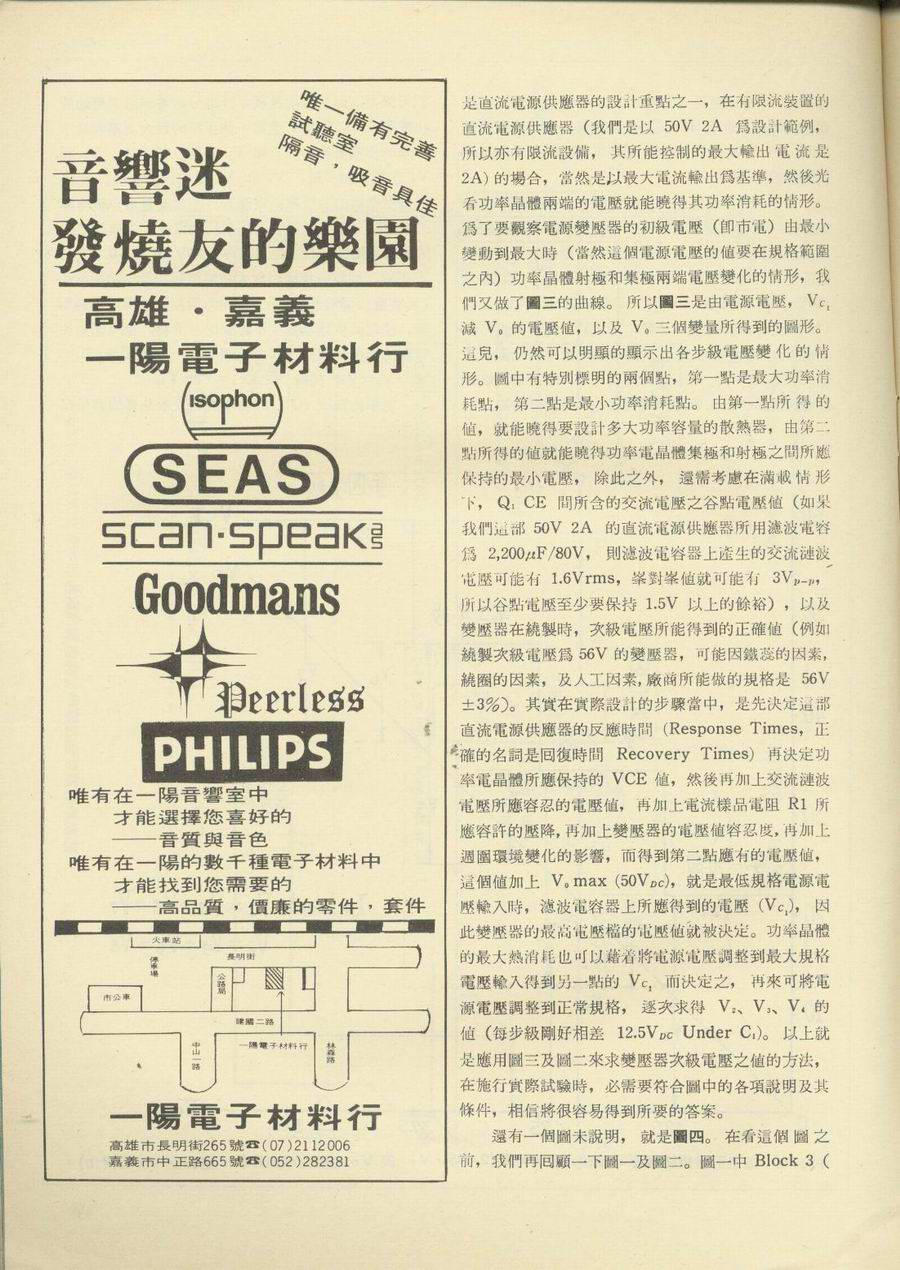 唯一備有完善
試聽室
隔音，吸音具佳
音響迷
發燒友的樂園
高雄・嘉義
一陽電子材料行
isophon
SEAS
scan-speak as
Goodmans
Peerless
PHILIPS
唯有在一陽音響室中
才能選擇您喜好的
——音質與音色
唯有在一陽的數千種電子材料中
才能找到您需要的
——高品質，價廉的零件，套件
火車站
停車場
長明街
公路局
市公車
建國二路
中山一路
一陽電子材料行
林森路
一陽電子材料行
高雄市長明街265號☎(07)2112006
嘉義市中正路665號☎(052)282381
是直流電源供應器的設計重點之一，在有限流裝置的
直流電源供應器（我們是以 50V 2A 爲設計範例，
所以亦有限流設備，其所能控制的最大輸出電流是
2A）的場合，當然是以最大電流輸出爲基準，然後光
看功率晶體兩端的電壓就能曉得其功率消耗的情形。
爲了要觀察電源變壓器的初級電壓（卽市電）由最小
變動到最大時（當然這個電源電壓的值要在規格範圍
之內）功率晶體射極和集極兩端電壓變化的情形，我
們又做了圖三的曲線。所以圖三是由電源電壓，Vc₁
減 V₀ 的電壓值，以及 V₀ 三個變量所得到的圖形。
這兒，仍然可以明顯的顯示出各步級電壓變化的情
形。圖中有特別標明的兩個點，第一點是最大功率消
耗點，第二點是最小功率消耗點。由第一點所得的
值，就能曉得要設計多大功率容量的散熱器，由第二
點所得的值就能曉得功率電晶體集極和射極之間所應
保持的最小電壓，除此之外，還需考慮在滿載情形
下，Q₁ CE 間所含的交流電壓之谷點電壓值（如果
我們這部 50V 2A 的直流電源供應器所用濾波電容
爲 2,200μF/80V，則濾波電容器上產生的交流漣波
電壓可能有 1.6Vrms，峯對峯值就可能有 3Vp-p，
所以谷點電壓至少要保持 1.5V 以上的餘裕），以及
變壓器在繞製時，次級電壓所能得到的正確値（例如
繞製次級電壓爲 56V 的變壓器，可能因鐵蕊的因素，
繞圈的因素，及人工因素，廠商所能做的規格是 56V
±3%）。其實在實際設計的步驟當中，是先決定這部
直流電源供應器的反應時間（Response Times，正
確的名詞是回復時間 Recovery Times）再決定功
率電晶體所應保持的 VCE 值，然後再加上交流漣波
電壓所應容忍的電壓值，再加上電流樣品電阻 R1 所
應容許的壓降，再加上變壓器的電壓值容忍度，再加上
週圍環境變化的影響，而得到第二點應有的電壓值，
這個值加上 V₀max (50VDC)，就是最低規格電源電
壓輸入時，濾波電容器上所應得到的電壓 (Vc₁)，因
此變壓器的最高電壓檔的電壓值就被決定。功率晶體
的最大熱消耗也可以藉着將電源電壓調整到最大規格
電壓輸入得到另一點的 Vc₁ 而決定之，再來可將電
源電壓調整到正常規格，逐次求得 V₂、V₃、V₄ 的
值（每步級剛好相差 12.5VDC Under C₁）。以上就
是應用圖三及圖二來求變壓器次級電壓之值的方法，
在施行實際試驗時，必需要符合圖中的各項說明及其
條件，相信將很容易得到所要的答案。
還有一個圖未說明，就是圖四。在看這個圖之
前，我們再回顧一下圖一及圖二。圖一中 Block 3（